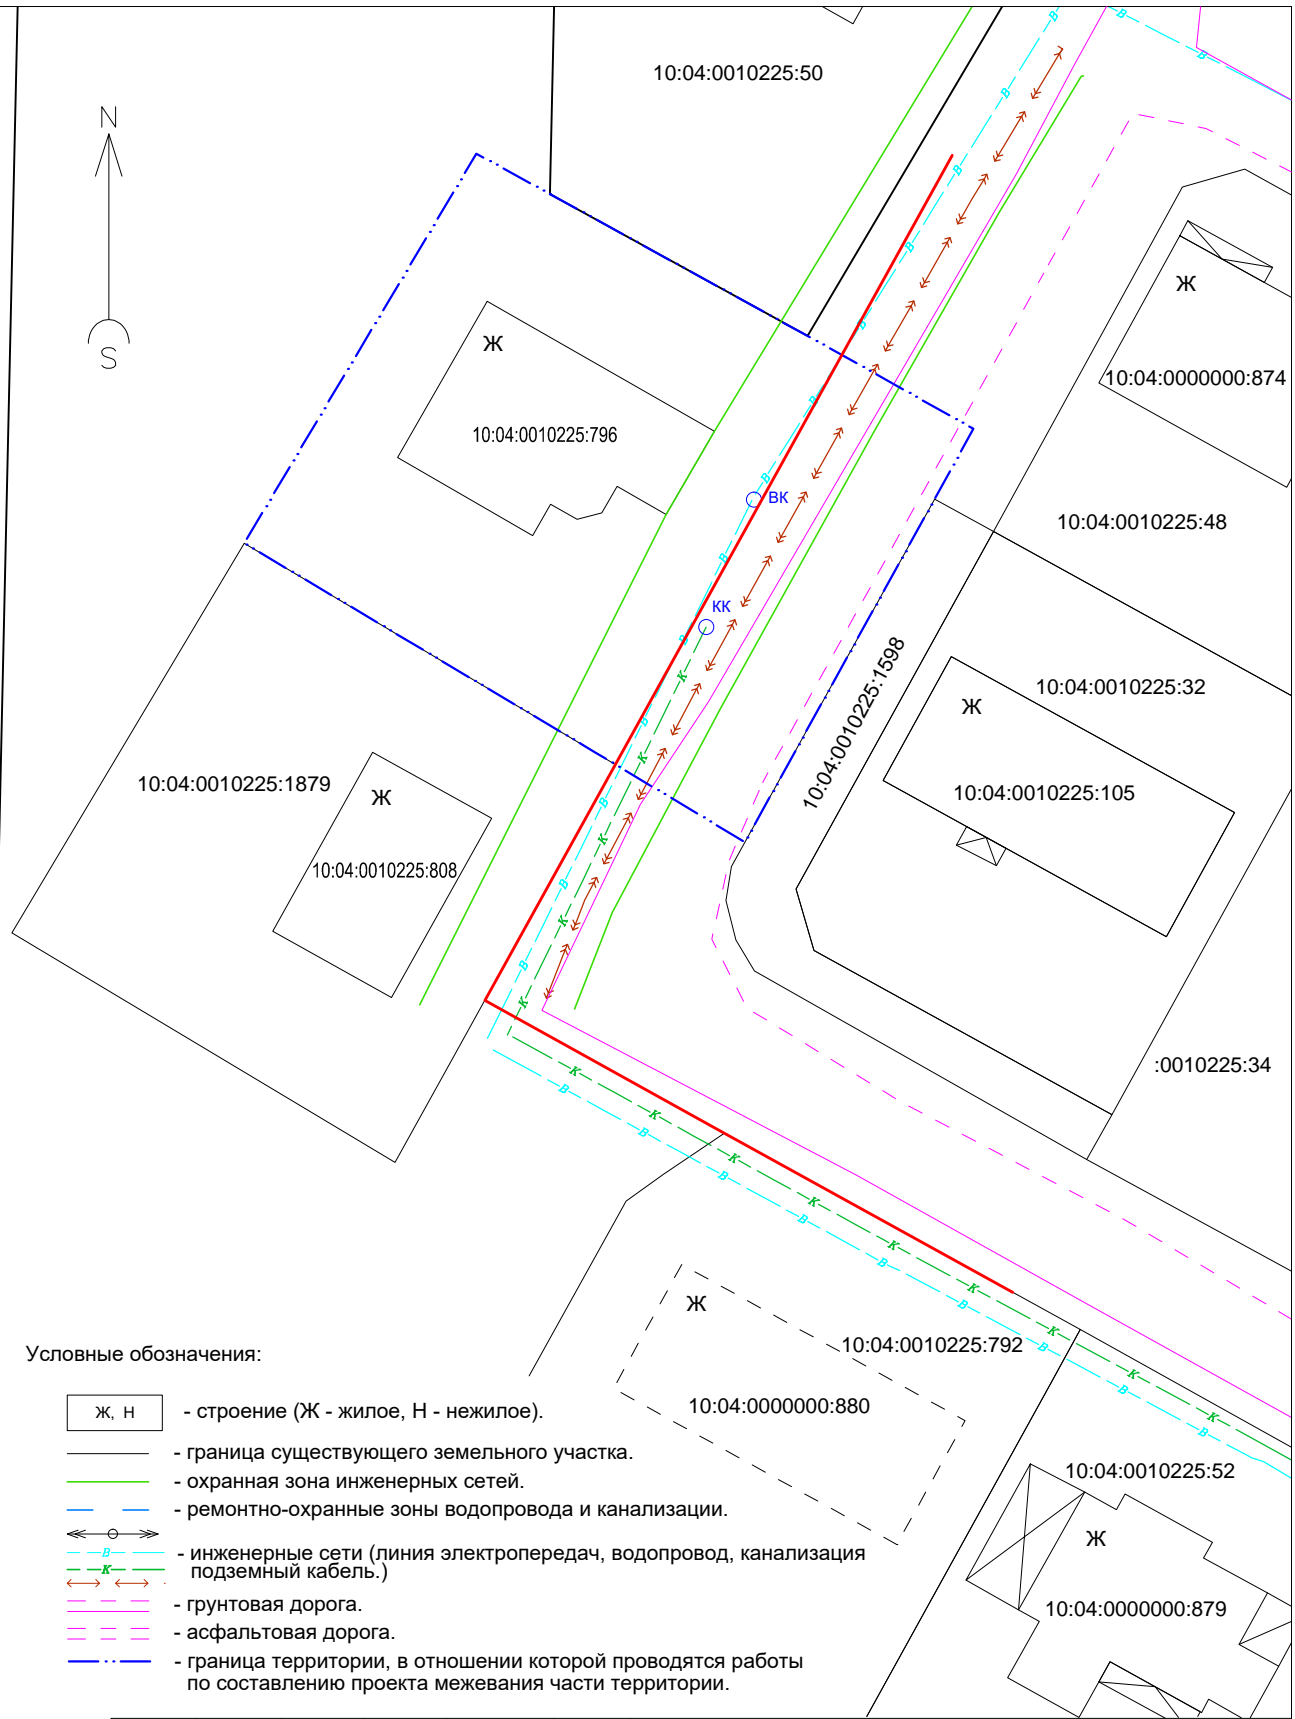 10:04:0010225:50
N
S
Ж
10:04:0000000:874
Ж
10:04:0010225:796
ВК
10:04:0010225:48
КК
10:04:0010225:1598
10:04:0010225:32
Ж
10:04:0010225:105
10:04:0010225:1879
Ж
10:04:0010225:808
:0010225:34
Ж
10:04:0010225:792
10:04:0000000:880
10:04:0010225:52
Ж
10:04:0000000:879
В В В В В В В В В В В В В В В
К К К К К
К К К К К К К К К
В В В В В В В В В
Условные обозначения:
Ж, Н - строение (Ж - жилое, Н - нежилое).
- граница существующего земельного участка.
- охранная зона инженерных сетей.
- ремонтно-охранные зоны водопровода и канализации.
В - инженерные сети (линия электропередач, водопровод, канализация
К подземный кабель.)
- грунтовая дорога.
- асфальтовая дорога.
- граница территории, в отношении которой проводятся работы
по составлению проекта межевания части территории.